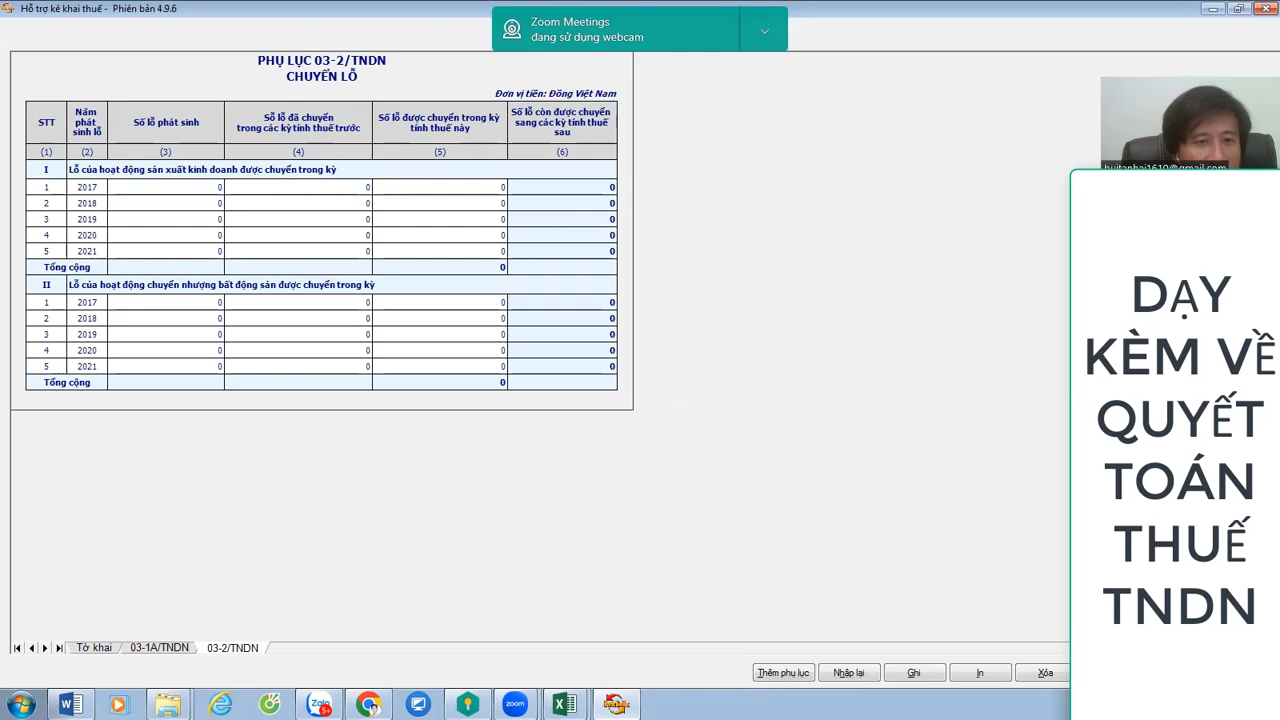 Hỗ trợ kê khai thuế - Phiên bản 4.9.6
Zoom Meetings
đang sử dụng webcam
PHỤ LỤC 03-2/TNDN
CHUYỂN LỖ
Đơn vị tiền: Đồng Việt Nam
STT Năm phát sinh lỗ Số lỗ phát sinh Số lỗ đã chuyển trong các kỳ tính thuế trước Số lỗ được chuyển trong kỳ tính thuế này Số lỗ còn được chuyển sang các kỳ tính thuế sau
(1) (2) (3) (4) (5) (6)
I Lỗ của hoạt động sản xuất kinh doanh được chuyển trong kỳ
1 2017 0 0 0 0
2 2018 0 0 0 0
3 2019 0 0 0 0
4 2020 0 0 0 0
5 2021 0 0 0 0
Tổng cộng 0
II Lỗ của hoạt động chuyển nhượng bất động sản được chuyển trong kỳ
1 2017 0 0 0 0
2 2018 0 0 0 0
3 2019 0 0 0 0
4 2020 0 0 0 0
5 2021 0 0 0 0
Tổng cộng 0
buitanhai1610@gmail.com
DẠY
KÈM VỀ
QUYẾT
TOÁN
THUẾ
TNDN
Tờ khai 03-1A/TNDN 03-2/TNDN
Thêm phụ lục Nhập lại Ghi In Xóa
Zalo 5+ zoom